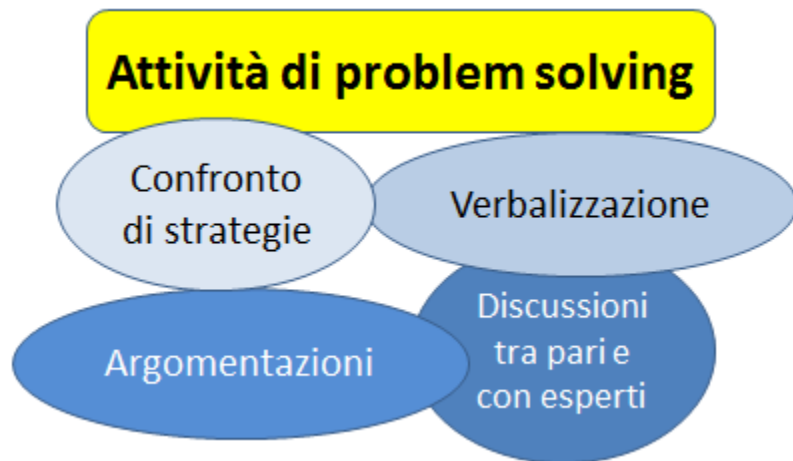 Attività di problem solving
Confronto
di strategie
Verbalizzazione
Argomentazioni
Discussioni
tra pari e
con esperti